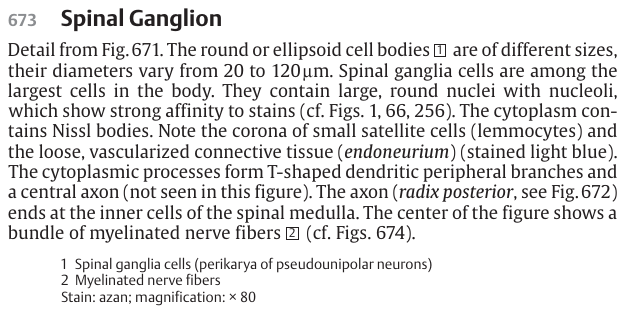 673 Spinal Ganglion
Detail from Fig. 671. The round or ellipsoid cell bodies 1 are of different sizes,
their diameters vary from 20 to 120 μm. Spinal ganglia cells are among the
largest cells in the body. They contain large, round nuclei with nucleoli,
which show strong affinity to stains (cf. Figs. 1, 66, 256). The cytoplasm con-
tains Nissl bodies. Note the corona of small satellite cells (lemmocytes) and
the loose, vascularized connective tissue (endoneurium) (stained light blue).
The cytoplasmic processes form T-shaped dendritic peripheral branches and
a central axon (not seen in this figure). The axon (radix posterior, see Fig. 672)
ends at the inner cells of the spinal medulla. The center of the figure shows a
bundle of myelinated nerve fibers 2 (cf. Figs. 674).
1 Spinal ganglia cells (perikarya of pseudounipolar neurons)
2 Myelinated nerve fibers
Stain: azan; magnification: × 80